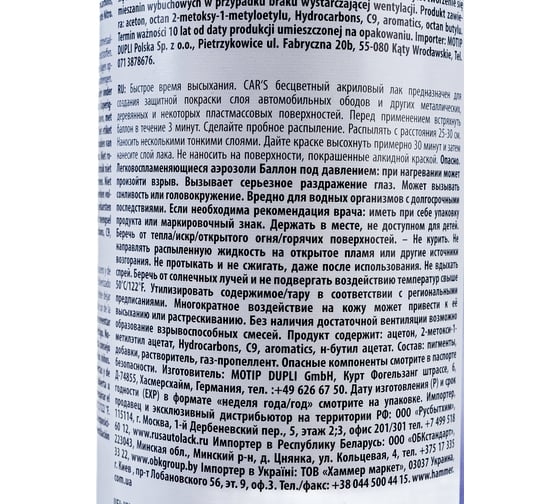 mieszanin wybuchowych w przypadku braku wystarczającej wentylacji. Produkt zawie-
ra: aceton, octan 2-metoksy-1-metyloetylu, Hydrocarbons, C9, aromatics, octan butylu.
Termin ważności 10 lat od daty produkcji umieszczonej na opakowaniu. Importer: MOTIP
DUPLI Polska Sp. z o.o., Pietrzykowice ul. Fabryczna 20b, 55-080 Kąty Wrocławskie, Tel.
071 3878676.
RU: Быстрое время высыхания. CAR'S бесцветный акриловый лак предназначен для
создания защитной покраски слоя автомобильных ободов и других металлических,
деревянных и некоторых пластмассовых поверхностей. Перед применением встряхнуть
баллон в течение 3 минут. Сделайте пробное распыление. Распылять с расстояния 25-30 см.
Наносить несколькими тонкими слоями. Дайте краске высохнуть примерно 30 минут и затем
нанесите слой лака. Не наносить на поверхности, покрашенные алкидной краской. Опасно.
Легковоспламеняющиеся аэрозоли Баллон под давлением: при нагревании может
произойти взрыв. Вызывает серьезное раздражение глаз. Может вызывать
сонливость или головокружение. Вредно для водных организмов с долгосрочными
последствиями. Если необходима рекомендация врача: иметь при себе упаковку
продукта или маркировочный знак. Держать в месте, не доступном для детей.
Беречь от тепла/искр/открытого огня/горячих поверхностей. – Не курить. Не
направлять распыленную жидкость на открытое пламя или другие источники
возгорания. Не протыкать и не сжигать, даже после использования. Не вдыхать
спрей. Беречь от солнечных лучей и не подвергать воздействию температур свыше
50°C/122°F. Утилизировать содержимое/тару в соответствии с региональными
предписаниями. Многократное воздействие на кожу может привести к её
высыханию или растрескиванию. Без наличия достаточной вентиляции возможно
образование взрывоспособных смесей. Продукт содержит: ацетон, 2-метокси-1-
метилэтил ацетат, Hydrocarbons, C9, aromatics, н-бутил ацетат. Состав: пигменты,
добавки, растворитель, газ-пропеллент. Опасные компоненты смотрите в паспорте
безопасности. Изготовитель: MOTIP DUPLI GmbH, Курт Фогельзанг штрассе, 6,
Д-74855, Хасмерсхайм, Германия, тел. :+49 626 67 50. Дату изготовления (P) и срок
годности (EXP) в формате «неделя года/год» смотрите на упаковке. Импортер,
продавец и эксклюзивный дистрибьютор на территории РФ: ООО «Русбытхим»,
115114, г. Москва, 1-й Дербеневский пер., 5, этаж 2;3, офис 201, тел. +7 499 518
33 22, www.rusautolack.ru Импортер в Республику Беларусь: ООО «ОБКстандарт»,
223043, Минская обл., Минский р-н, д. Цнянка, ул. Кольцевая, 4, тел. +375 17 335
44 12, www.obkgroup.by Імпортер в Україні: ТОВ «Хаммер маркет», 03037 Украина,
г. Киев , пр-т Лобановского 56, уг. 9, оф.3. Тел./факс +38 044 500 44 15. www.hammer.
com.ua